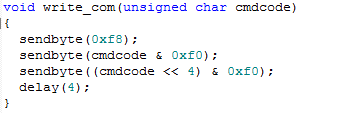 void write_com(unsigned char cmdcode)
{
  sendbyte(0xf8);
  sendbyte(cmdcode & 0xf0);
  sendbyte((cmdcode << 4) & 0xf0);
  delay(4);
}